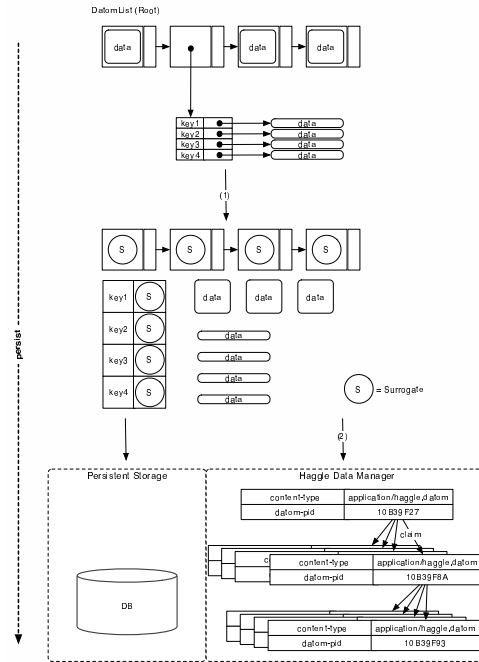 DatomList (Root)
data data data
key1 data
key2 data
key3 data
key4 data
(1)
S S S S
key1 S data data data
key2 S data
key3 S data
data
key4 S data
S = Surrogate
persist
(2)
Persistent Storage
Haggle Data Manager
content-type application/haggle,datom
datom-pid 10B39F27
claim
content-type application/haggle,datom
datom-pid 10B39F8A
DB
content-type application/haggle,datom
datom-pid 10B39F93